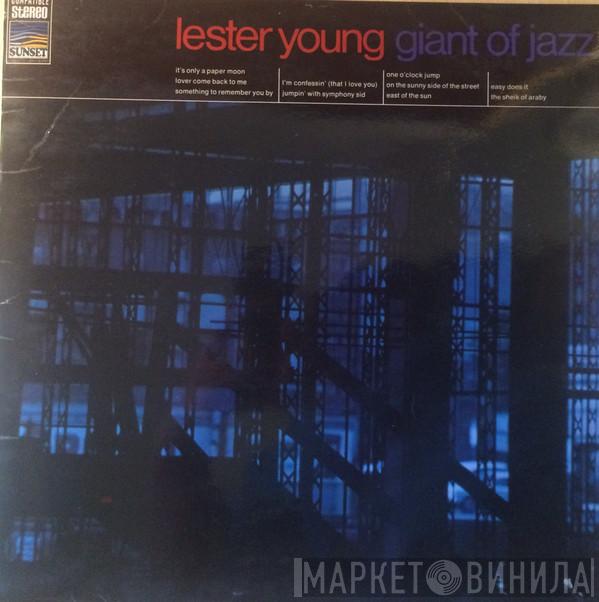 COMPATIBLE
Stereo
SUNSET
lester young giant of jazz
it's only a paper moon
lover come back to me
something to remember you by
I'm confessin' (that I love you)
jumpin' with symphony sid
one o'clock jump
on the sunny side of the street
east of the sun
easy does it
the sheik of araby
МАРКЕТ ВИНИЛА